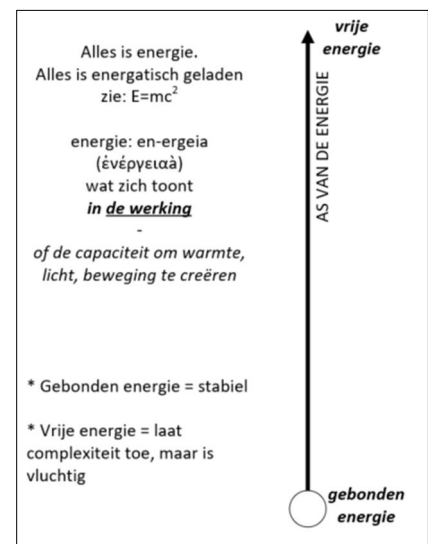 Alles is energie.
Alles is energatisch geladen
zie: E=mc²
energie: en-ergeia
(ἐνέργειαà)
wat zich toont
in de werking
-
of de capaciteit om warmte,
licht, beweging te creëren
* Gebonden energie = stabiel
* Vrije energie = laat
complexiteit toe, maar is
vluchtig
vrije
energie
AS VAN DE ENERGIE
gebonden
energie